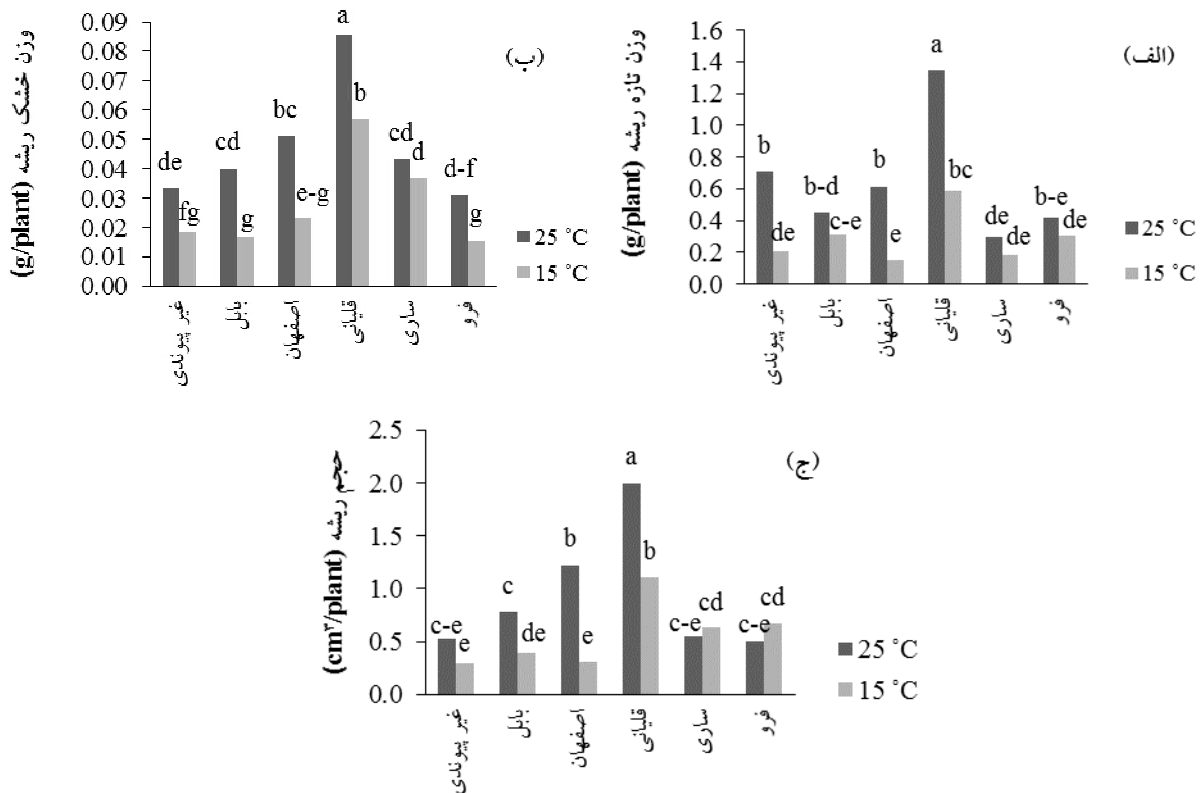 (الف)
وزن تازه ریشه (g/plant)
1.6
1.4
1.2
1.0
0.8
0.6
0.4
0.2
0.0
b
de
b-d
c-e
b
e
a
bc
de
de
b-e
de
غیر پیوندی
بابل
اصفهان
قلیانی
ساری
فرو
25 ˚C
15 ˚C
(ب)
وزن خشک ریشه (g/plant)
0.09
0.08
0.07
0.06
0.05
0.04
0.03
0.02
0.01
0.00
de
fg
cd
g
bc
e-g
a
b
cd
d
d-f
g
غیر پیوندی
بابل
اصفهان
قلیانی
ساری
فرو
25 ˚C
15 ˚C
(ج)
حجم ریشه (cm۳/plant)
2.5
2.0
1.5
1.0
0.5
0.0
c-e
e
c
de
b
e
a
b
c-e
cd
c-e
cd
غیر پیوندی
بابل
اصفهان
قلیانی
ساری
فرو
25 ˚C
15 ˚C